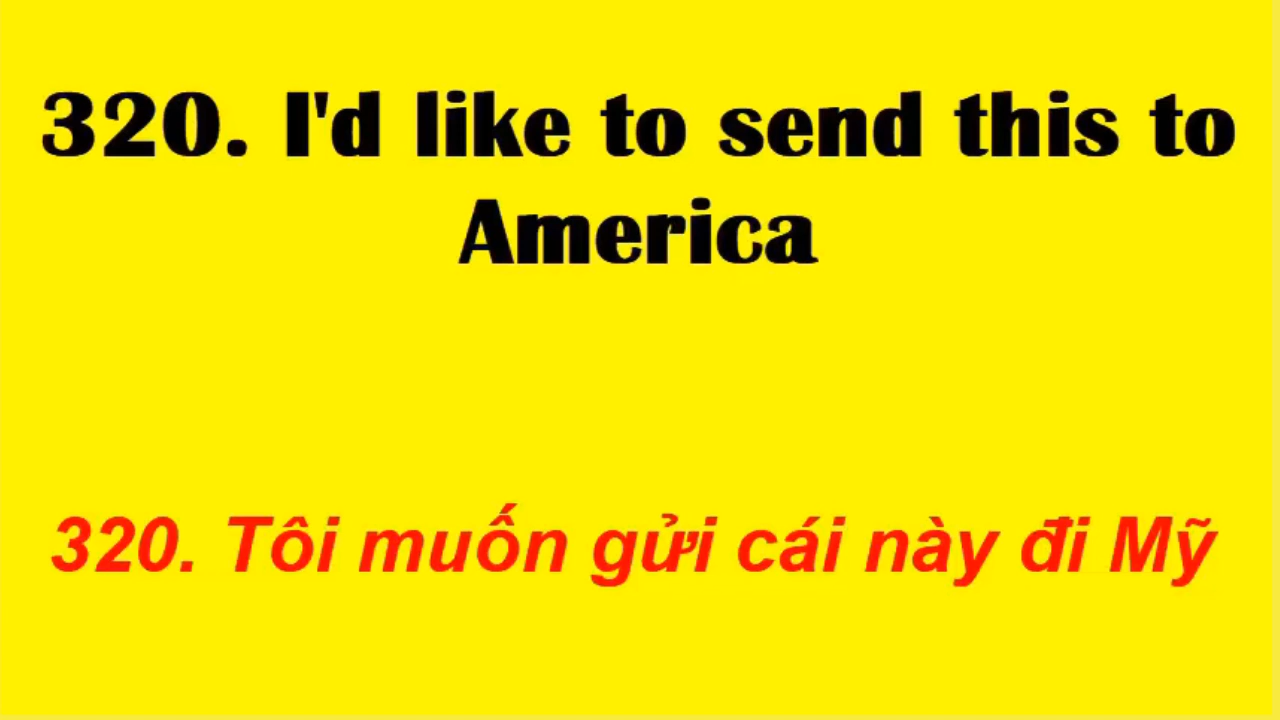 320. I'd like to send this to
America
320. Tôi muốn gửi cái này đi Mỹ